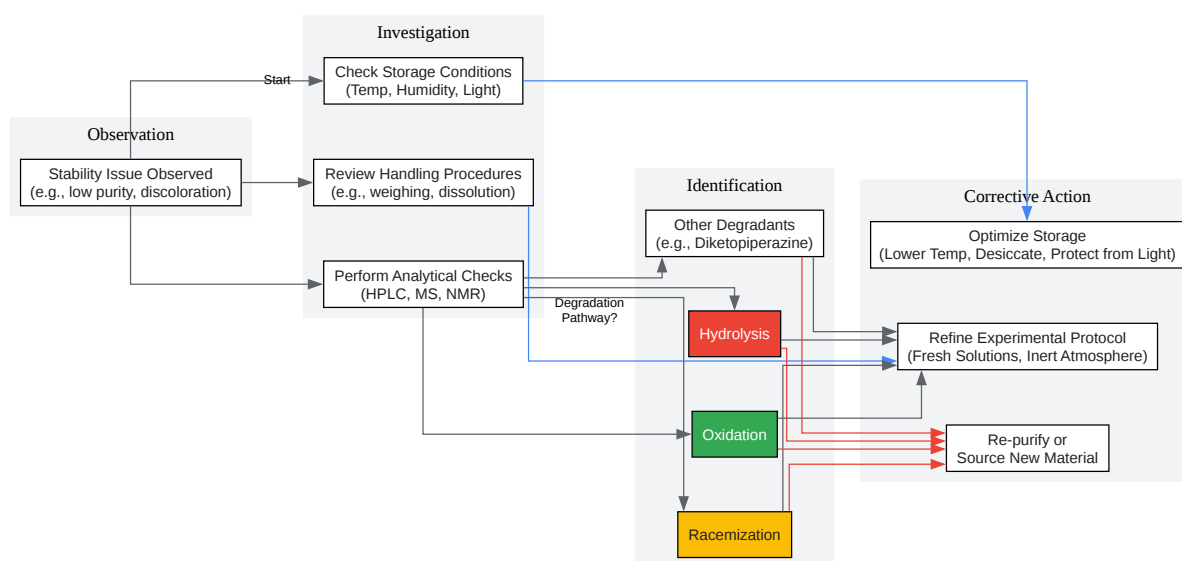 Observation
Stability Issue Observed
(e.g., low purity, discoloration)
Start
Investigation
Check Storage Conditions
(Temp, Humidity, Light)
Review Handling Procedures
(e.g., weighing, dissolution)
Perform Analytical Checks
(HPLC, MS, NMR)
Degradation
Pathway?
Identification
Other Degradants
(e.g., Diketopiperazine)
Hydrolysis
Oxidation
Racemization
Corrective Action
Optimize Storage
(Lower Temp, Desiccate, Protect from Light)
Refine Experimental Protocol
(Fresh Solutions, Inert Atmosphere)
Re-purify or
Source New Material